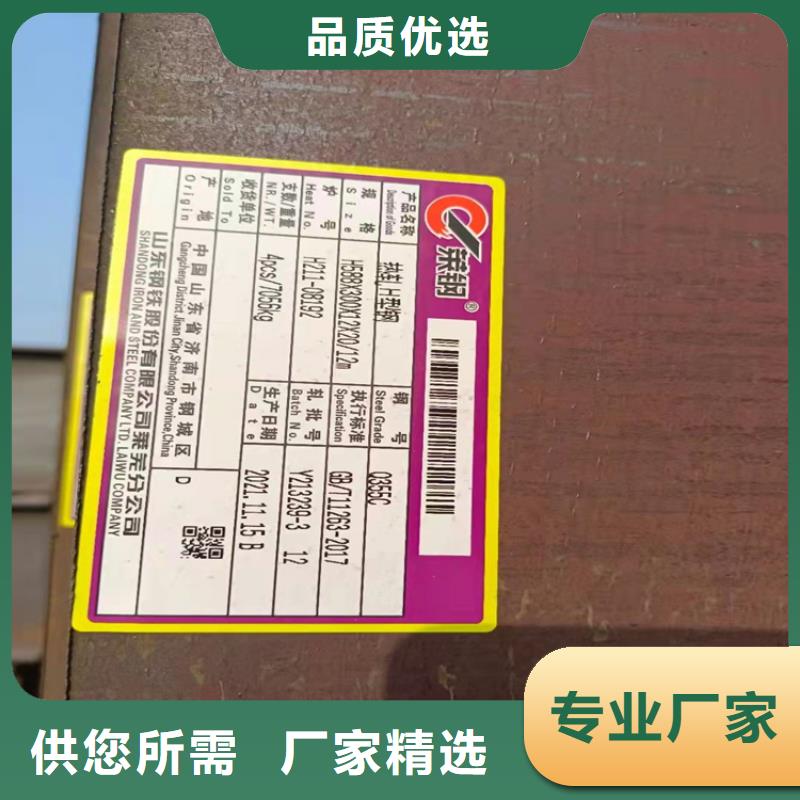 品质优选
莱钢®
产品名称 热轧H型钢 钢 号 Q355C
Description of Goods Steel Grade
规 格 H588X300X12X20/12m 执行标准 GB/T11263-2017
Size Specification
炉 号 H211-08192 轧 批 号 Y213239-3 12
Heat No. Batch No.
支数/重量 4pcs/7056kg 生产日期 2021.11.15 B
NR./WT. Date
收货单位
Sold To
产 地 中国山东省济南市钢城区 D
Origin Gangcheng District Jinan City,Shandong Province,China
山东钢铁股份有限公司莱芜分公司
SHANDONG IRON AND STEEL COMPANY LTD. LAIWU COMPANY
专业厂家
供您所需 厂家精选